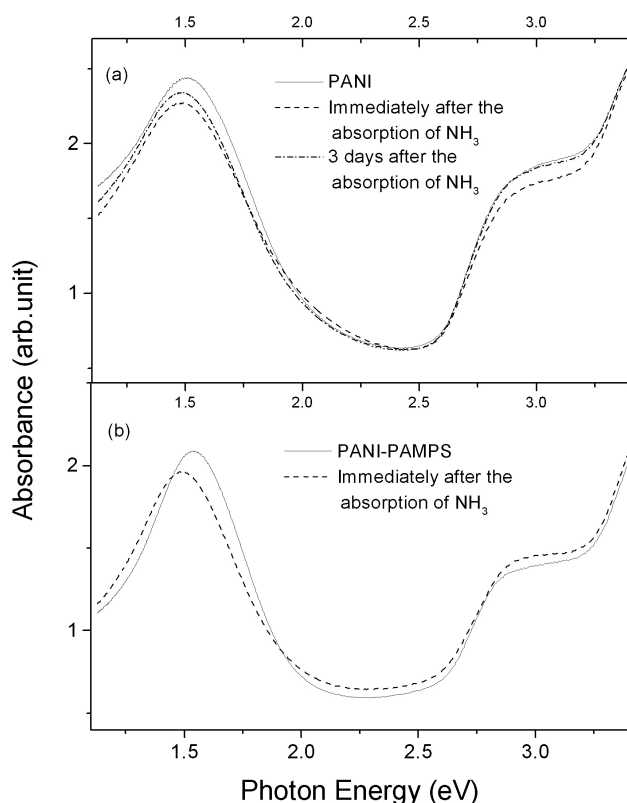 1.5 2.0 2.5 3.0
(a)
PANI
Immediately after the
absorption of NH3
3 days after the
absorption of NH3
2
1
1.5 2.0 2.5 3.0
(b)
PANI-PAMPS
Immediately after the
absorption of NH3
2
1
1.5 2.0 2.5 3.0
Absorbance (arb.unit)
Photon Energy (eV)